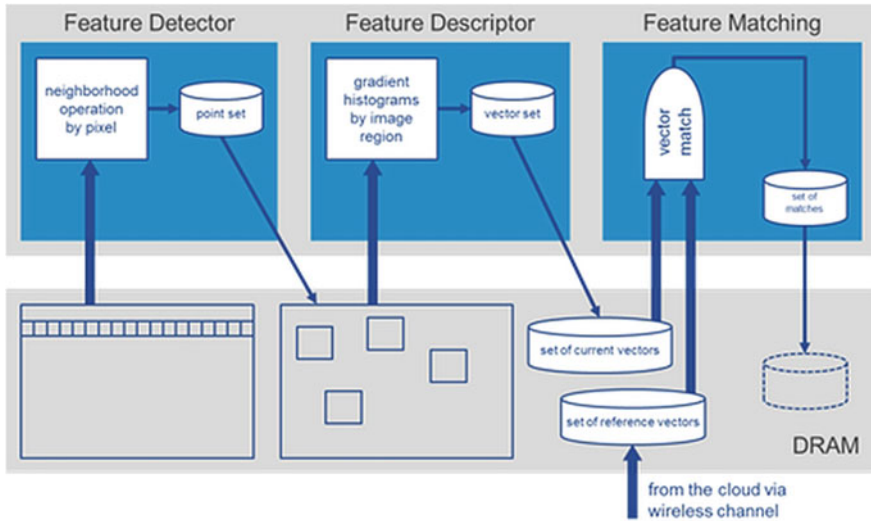 Feature Detector
Feature Descriptor
Feature Matching
neighborhood
operation
by pixel
point set
gradient
histograms
by image
region
vector set
vector
match
set of
matches
set of current vectors
set of reference vectors
DRAM
from the cloud via
wireless channel